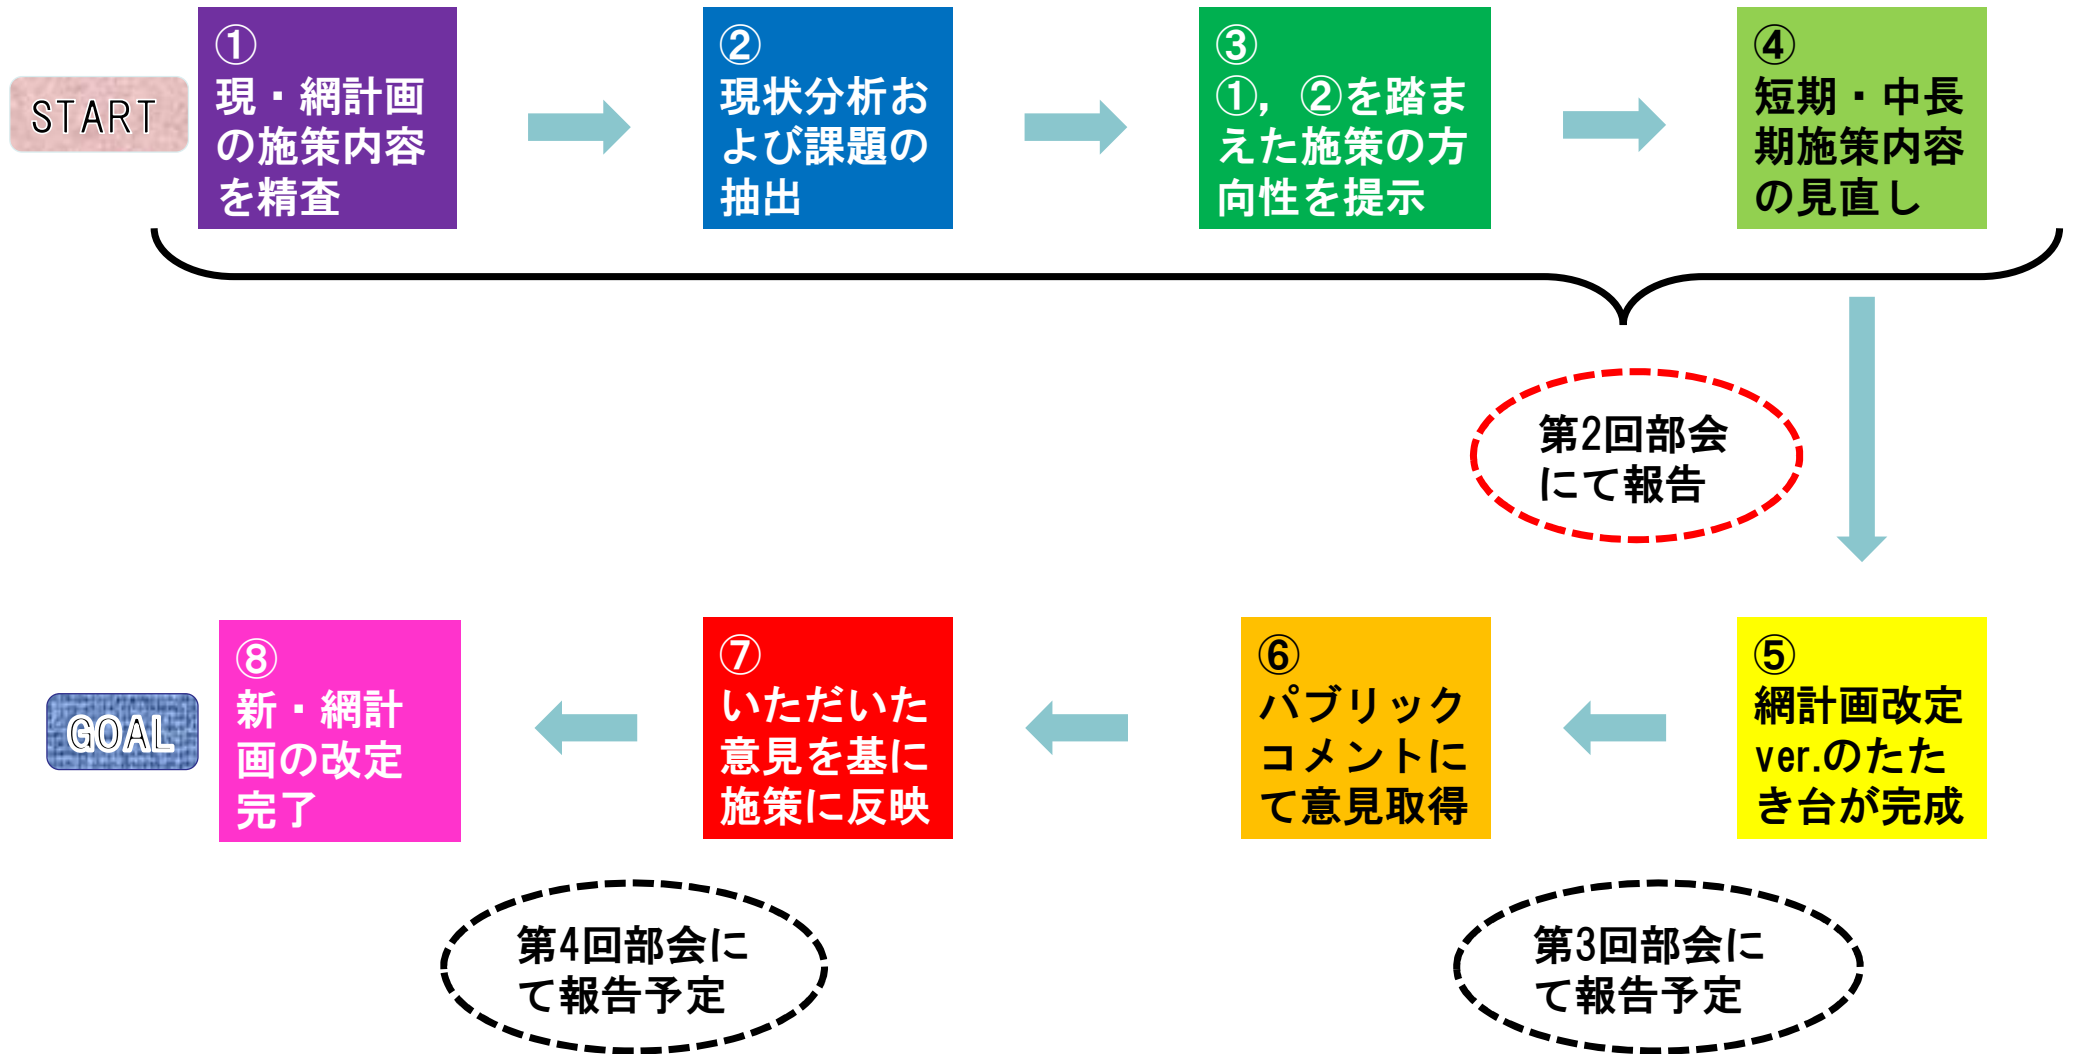 START
①
現・網計画
の施策内容
を精査
②
現状分析お
よび課題の
抽出
③
①，②を踏ま
えた施策の方
向性を提示
④
短期・中長
期施策内容
の見直し
第2回部会
にて報告
⑤
網計画改定
ver.のたた
き台が完成
⑥
パブリック
コメントに
て意見取得
⑦
いただいた
意見を基に
施策に反映
⑧
新・網計
画の改定
完了
GOAL
第3回部会に
て報告予定
第4回部会に
て報告予定